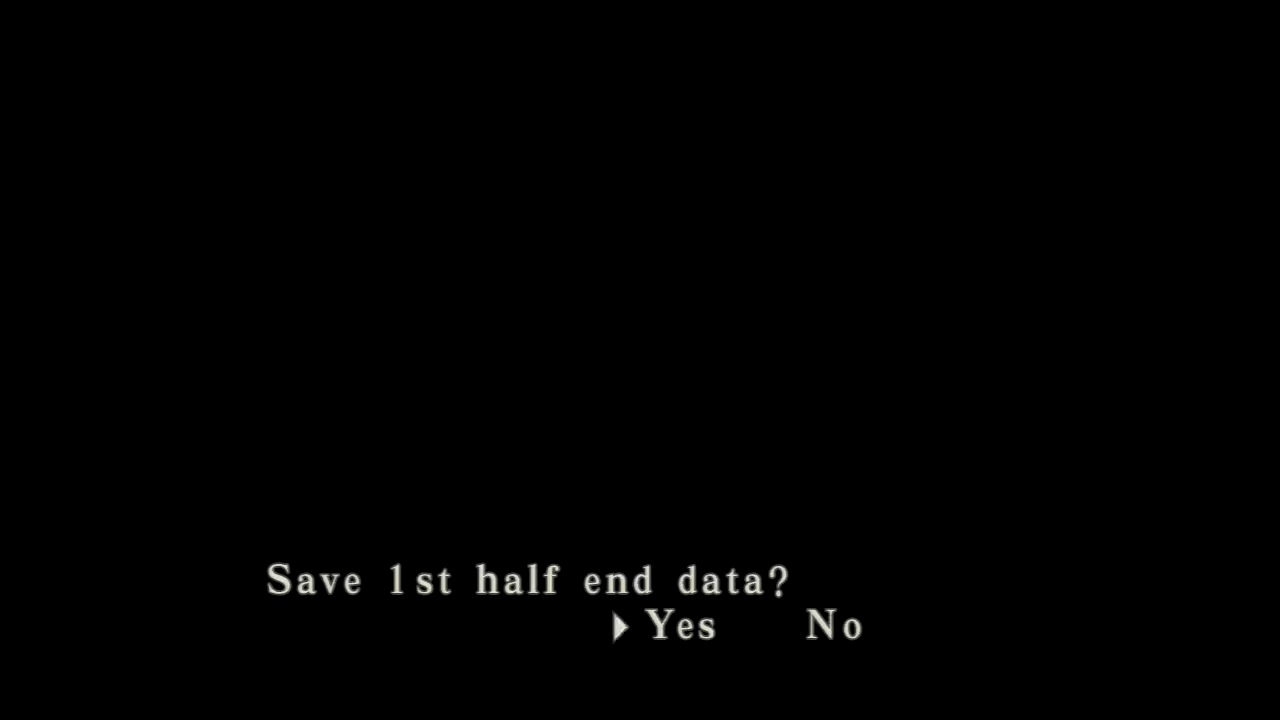 Save 1st half end data?
Yes No